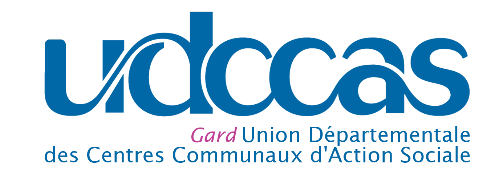 udccas
Gard Union Départementale
des Centres Communaux d'Action Sociale